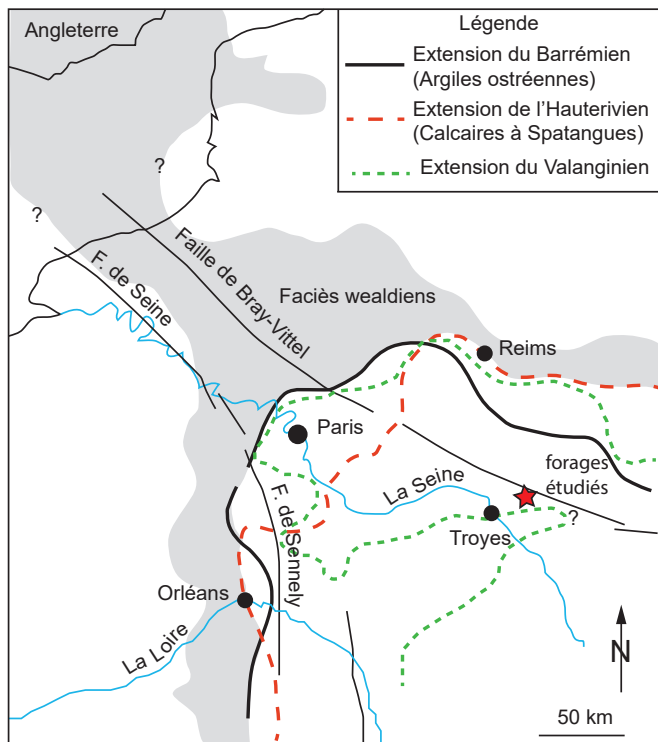 Angleterre
Légende
Extension du Barrémien
(Argiles ostréennes)
Extension de l'Hauterivien
(Calcaires à Spatangues)
Extension du Valanginien
?
?
F. de Seine
Faille de Bray-Vittel
Faciès wealdiens
Reims
Paris
La Seine
forages
étudiés
?
Troyes
F. de Sennely
Orléans
La Loire
N
50 km